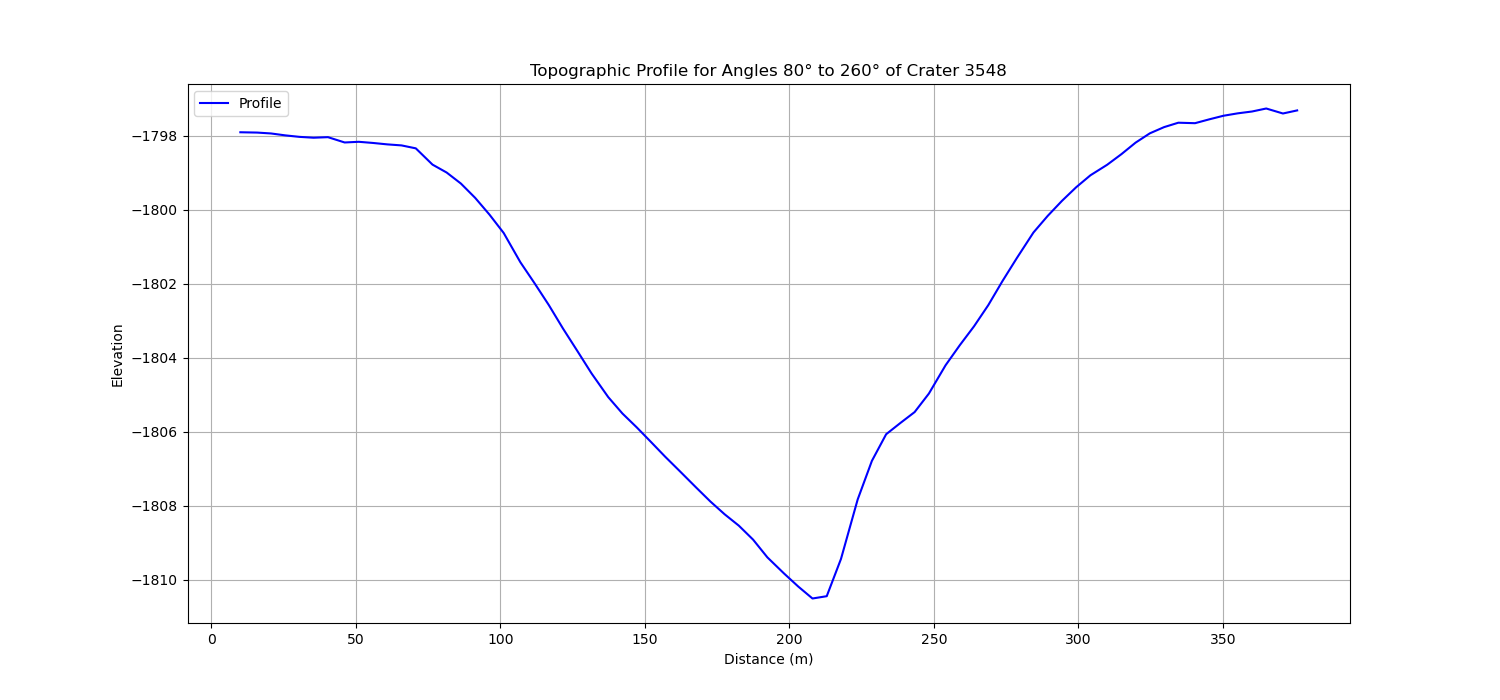 Topographic Profile for Angles 80° to 260° of Crater 3548
Profile
−1798
−1800
−1802
−1804
−1806
−1808
−1810
Elevation
0 50 100 150 200 250 300 350
Distance (m)